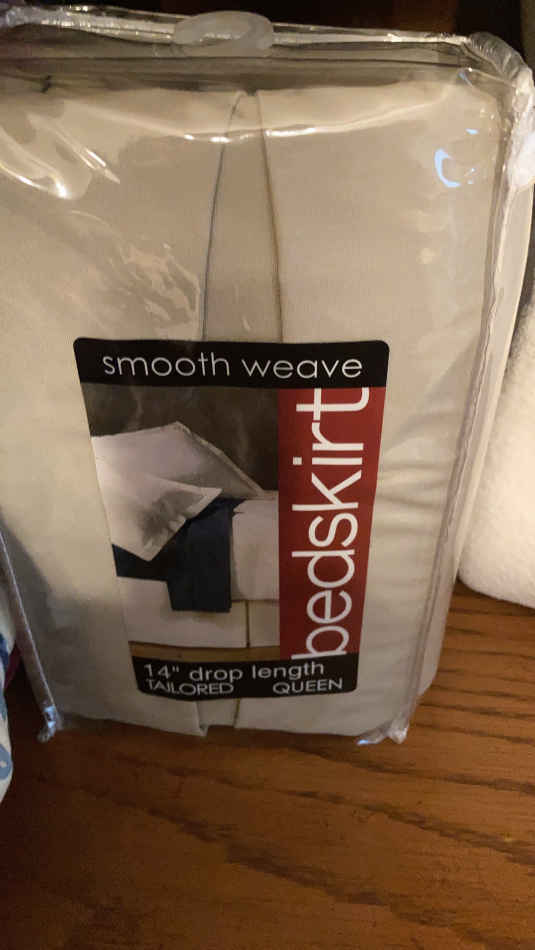 smooth weave
bedskirt
14" drop length
TAILORED QUEEN